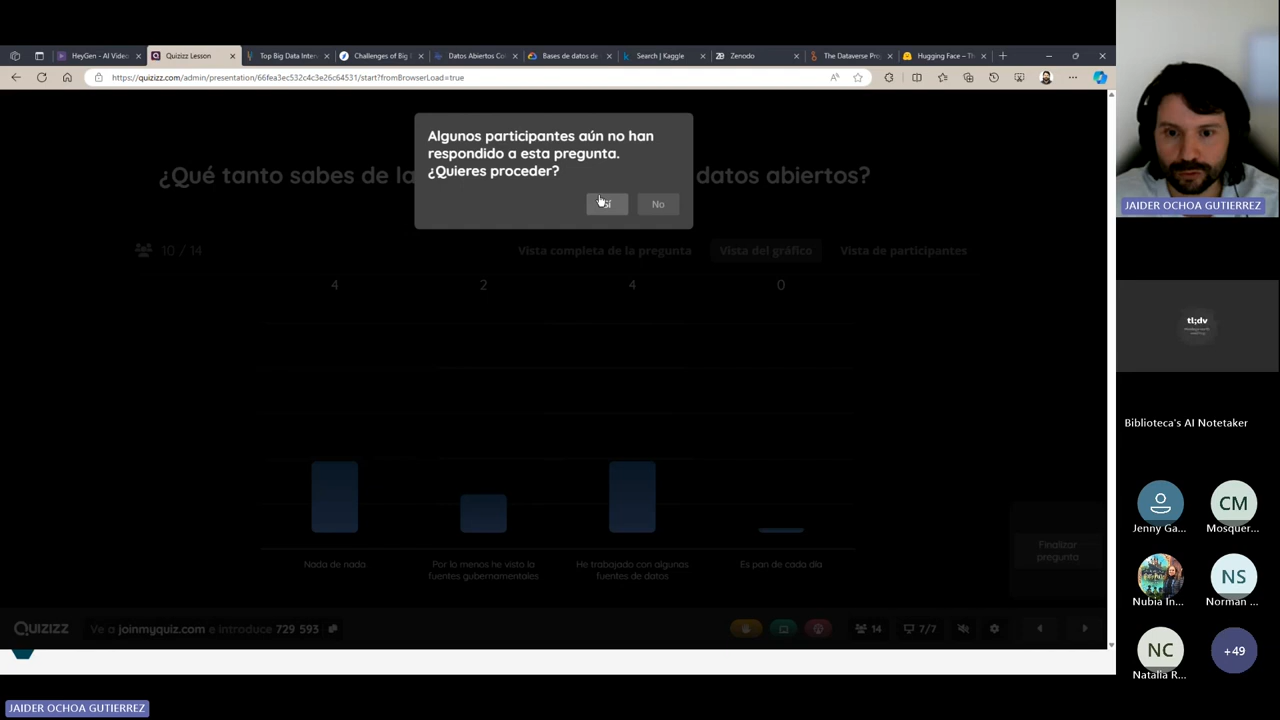 HeyGen - AI Video
Quizizz Lesson
Top Big Data Inter
Challenges of Big
Datos Abiertos Co
Bases de datos de
Search | Kaggle
Zenodo
The Dataverse Pro
Hugging Face – Th
https://quizizz.com/admin/presentation/66fea3ec532c4c3e26c64531/start?fromBrowserLoad=true
Algunos participantes aún no han
respondido a esta pregunta.
¿Quieres proceder?
Sí
No
¿Qué tanto sabes de la
datos abiertos?
10 / 14
Vista completa de la pregunta
Vista del gráfico
Vista de participantes
4
2
4
0
Nada de nada
Por lo menos he visto la
fuentes gubernamentales
He trabajado con algunas
fuentes de datos
Es pan de cada día
Finalizar
pregunta
QUIZIZZ
Ve a joinmyquiz.com e introduce 729 593
14
7/7
JAIDER OCHOA GUTIERREZ
tl;dv
Biblioteca's AI Notetaker
CM
Jenny Ga...
Mosquer...
NS
Nubia In...
Norman ...
NC
+49
Natalia R...
JAIDER OCHOA GUTIERREZ